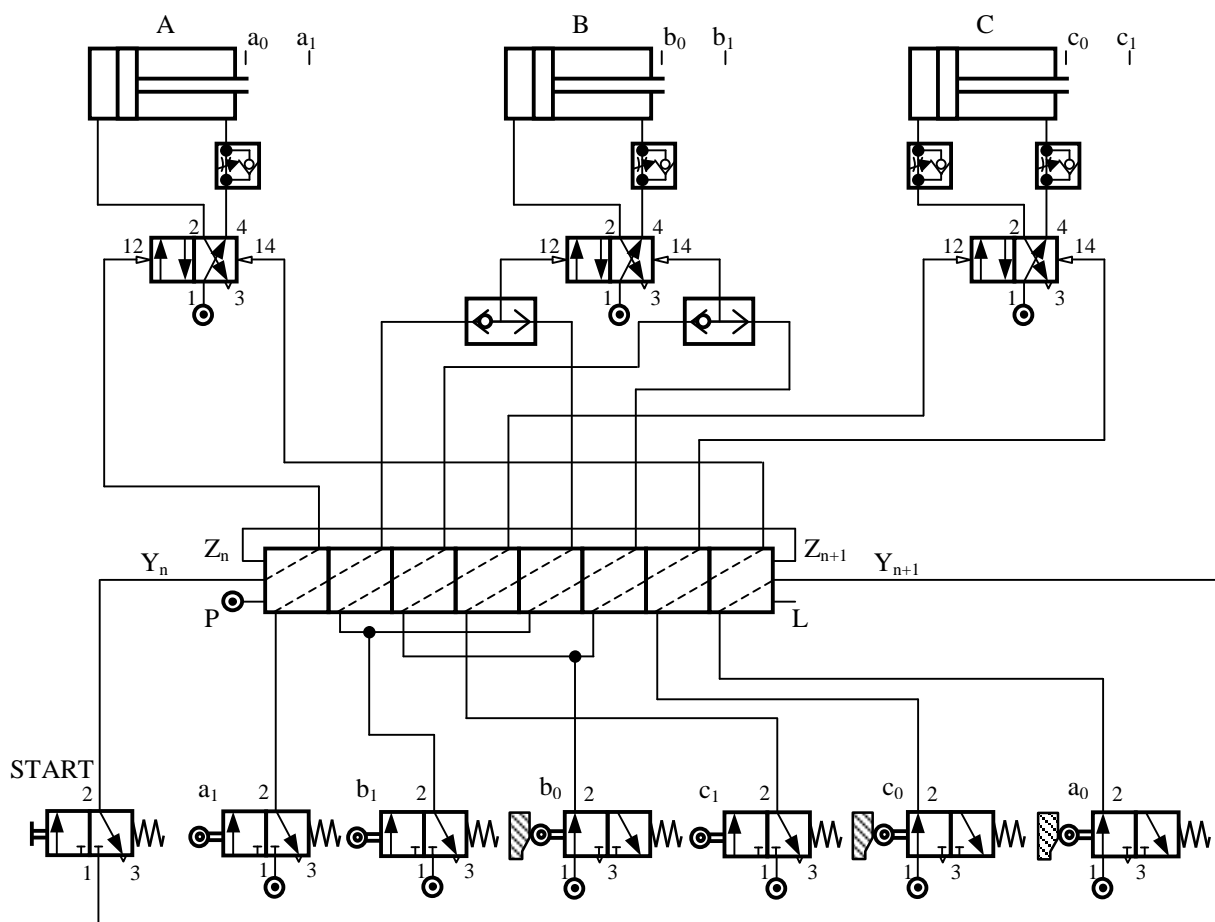 A B C
a₀ a₁ b₀ b₁ c₀ c₁
2 4 2 4 2 4
12 14 12 14 12 14
1 3 1 3 1 3
Zₙ Zₙ₊₁
Yₙ Yₙ₊₁
P L
START
a₁ b₁ b₀ c₁ c₀ a₀
2 2 2 2 2 2 2
1 3 1 3 1 3 1 3 1 3 1 3 1 3